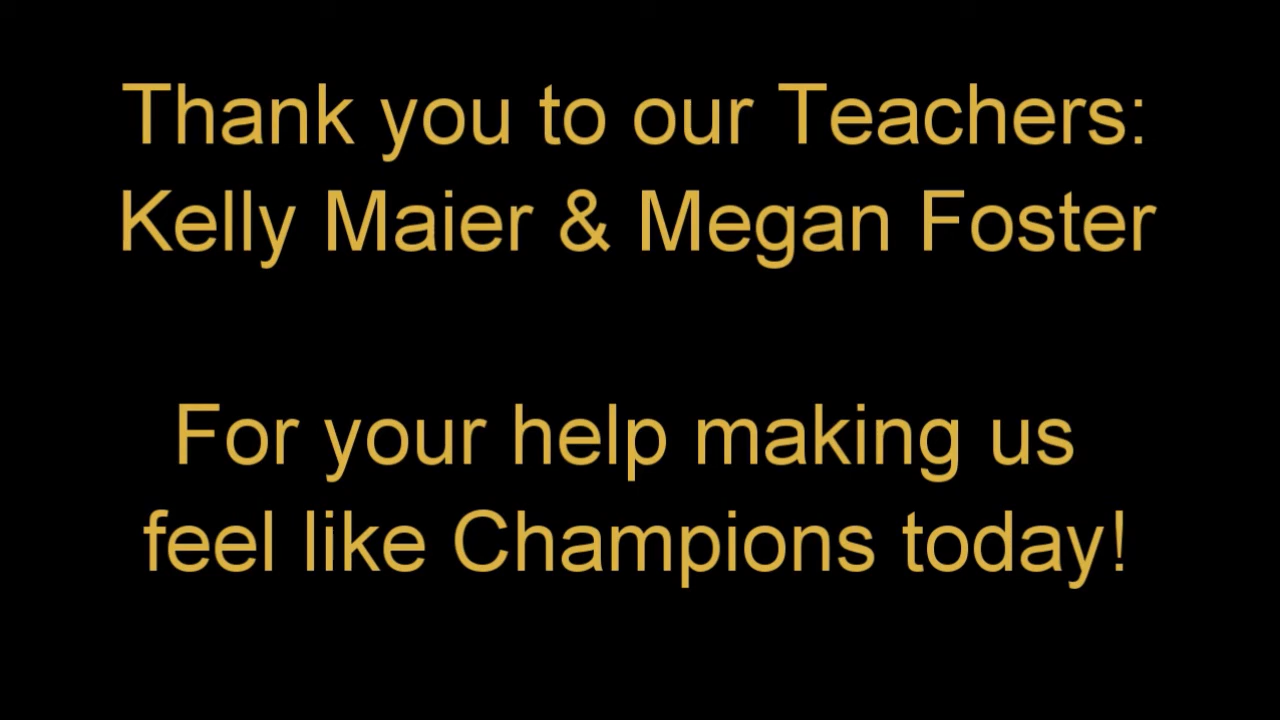 Thank you to our Teachers:
Kelly Maier & Megan Foster
For your help making us
feel like Champions today!